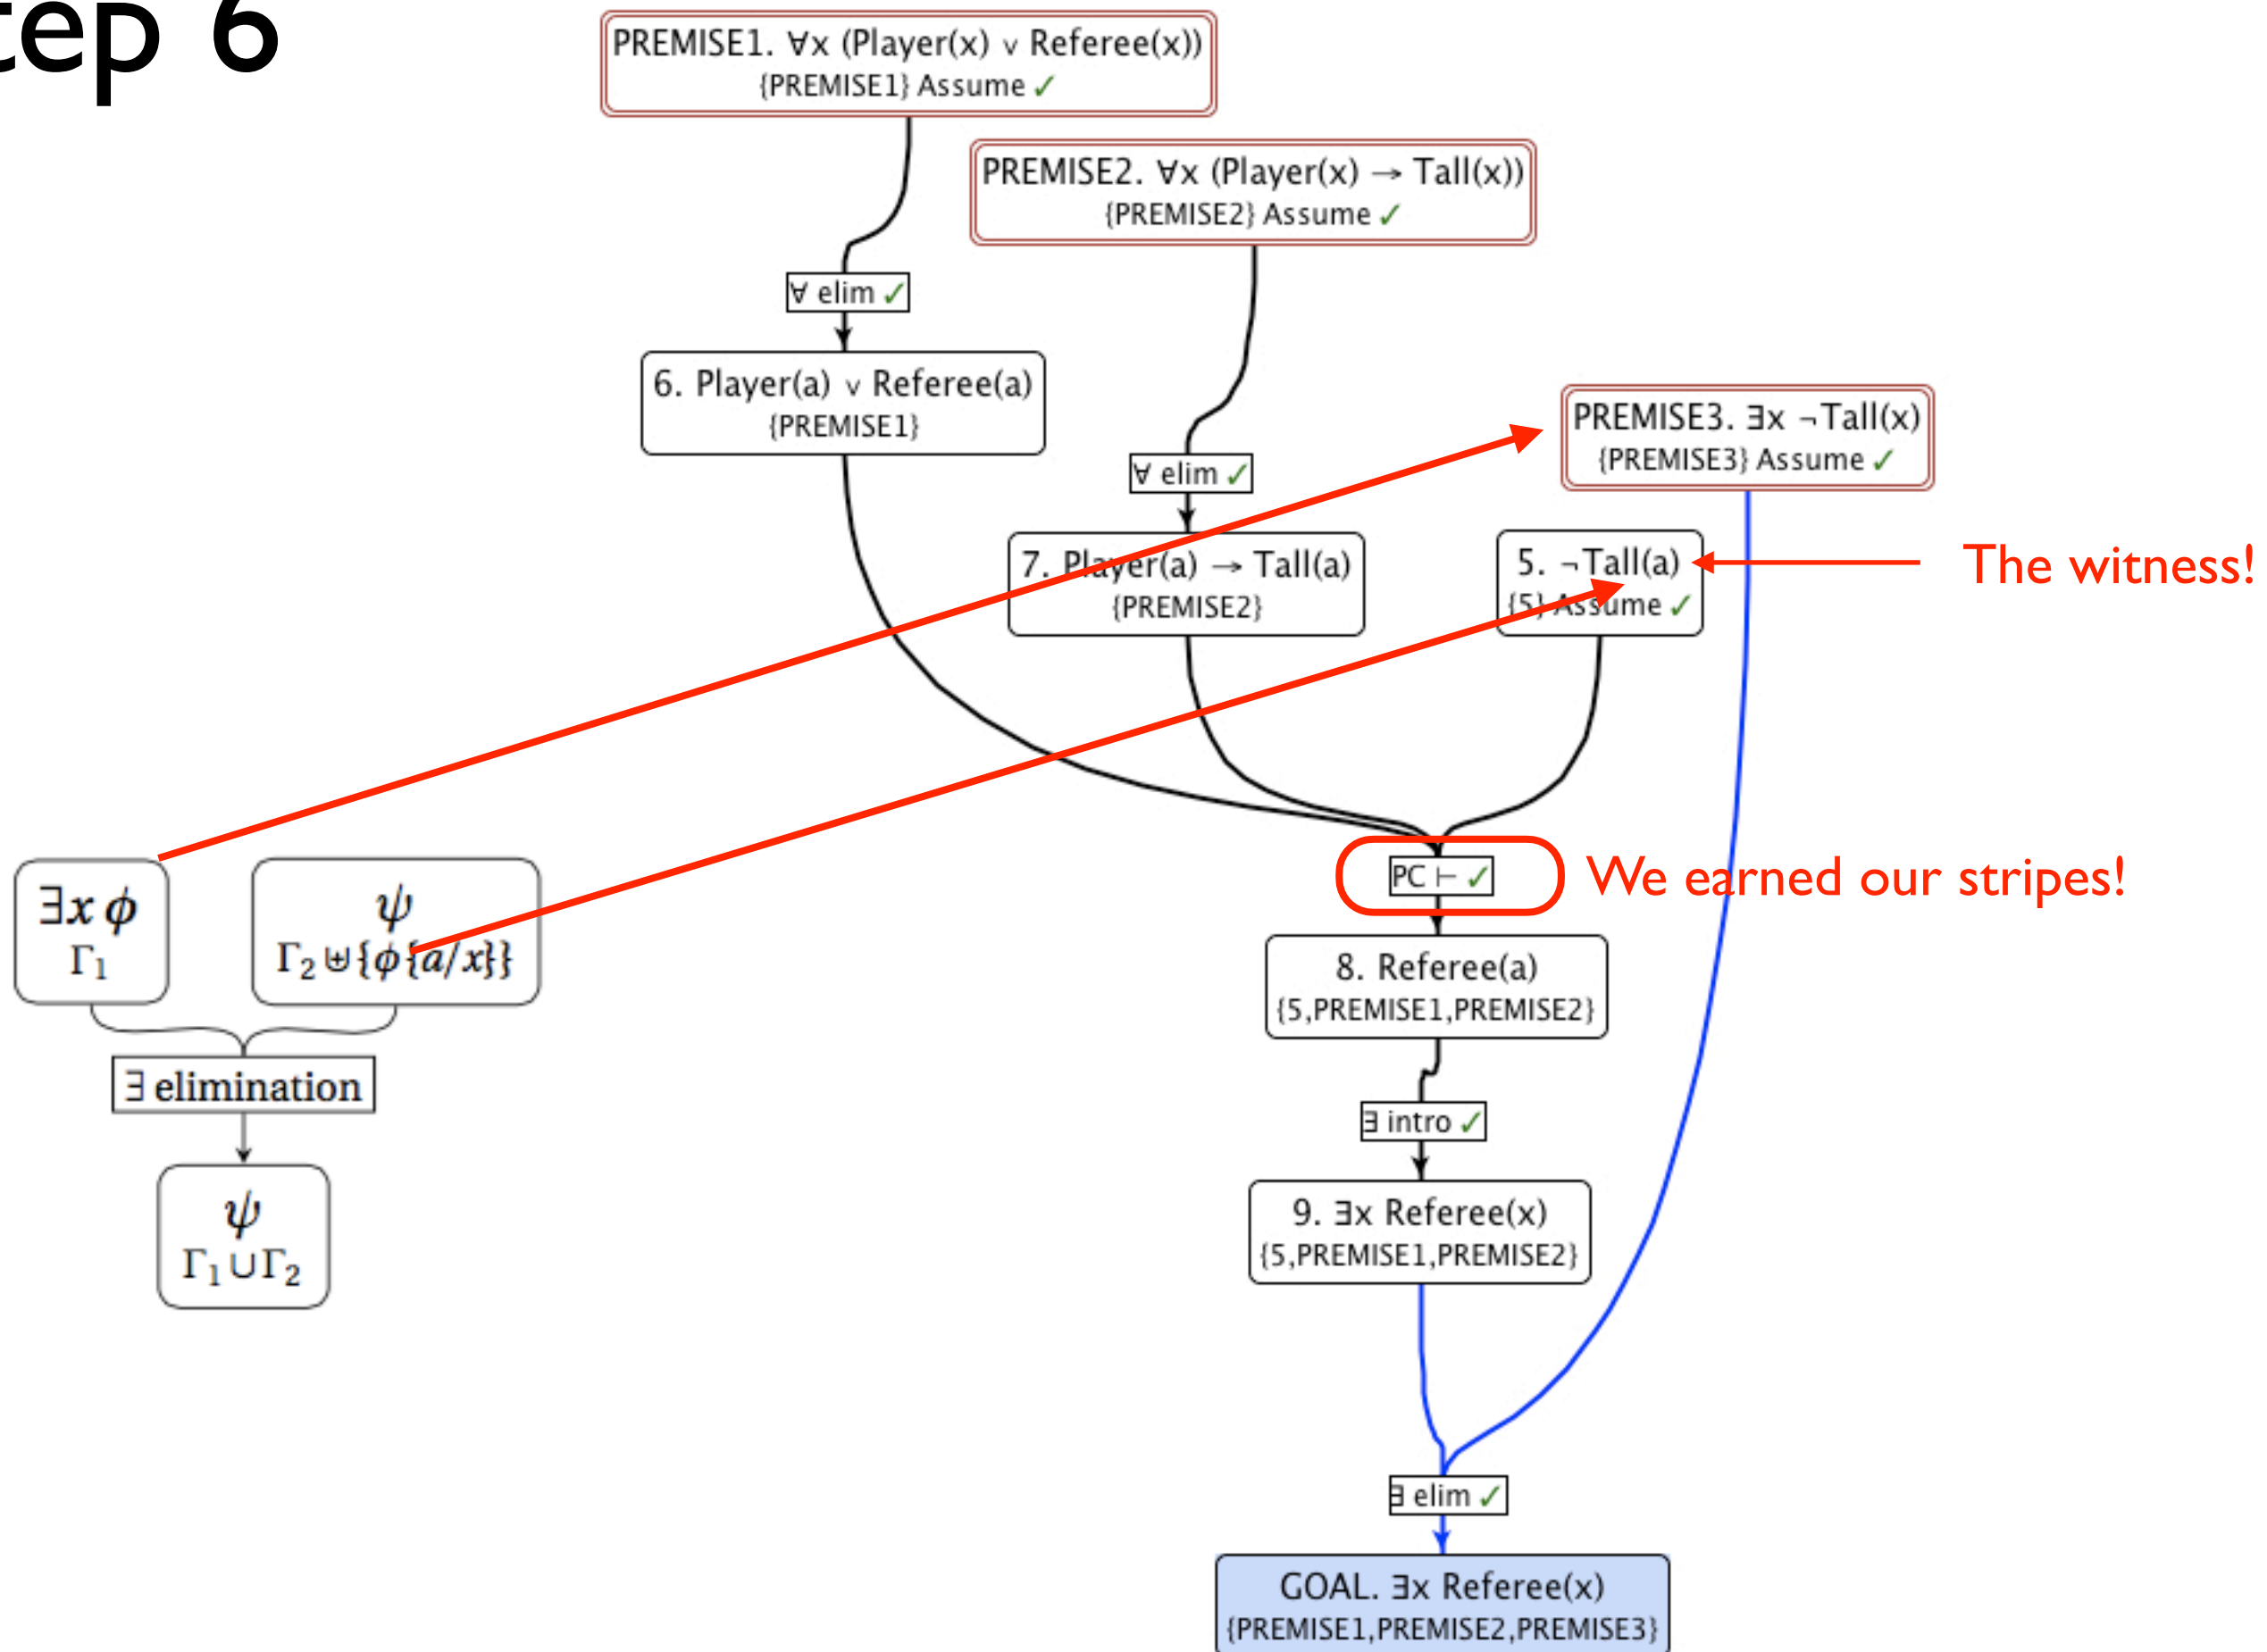 tep 6
PREMISE1. ∀x (Player(x) ∨ Referee(x))
{PREMISE1} Assume ✓
PREMISE2. ∀x (Player(x) → Tall(x))
{PREMISE2} Assume ✓
∀ elim ✓
6. Player(a) ∨ Referee(a)
{PREMISE1}
PREMISE3. ∃x ¬Tall(x)
{PREMISE3} Assume ✓
∀ elim ✓
7. Player(a) → Tall(a)
{PREMISE2}
5. ¬Tall(a)
{5} Assume ✓
The witness!
PC ⊢ ✓
We earned our stripes!
∃x ϕ
Γ1
ψ
Γ2 ⊎ {ϕ{a/x}}
∃ elimination
ψ
Γ1 ∪ Γ2
8. Referee(a)
{5,PREMISE1,PREMISE2}
∃ intro ✓
9. ∃x Referee(x)
{5,PREMISE1,PREMISE2}
∃ elim ✓
GOAL. ∃x Referee(x)
{PREMISE1,PREMISE2,PREMISE3}